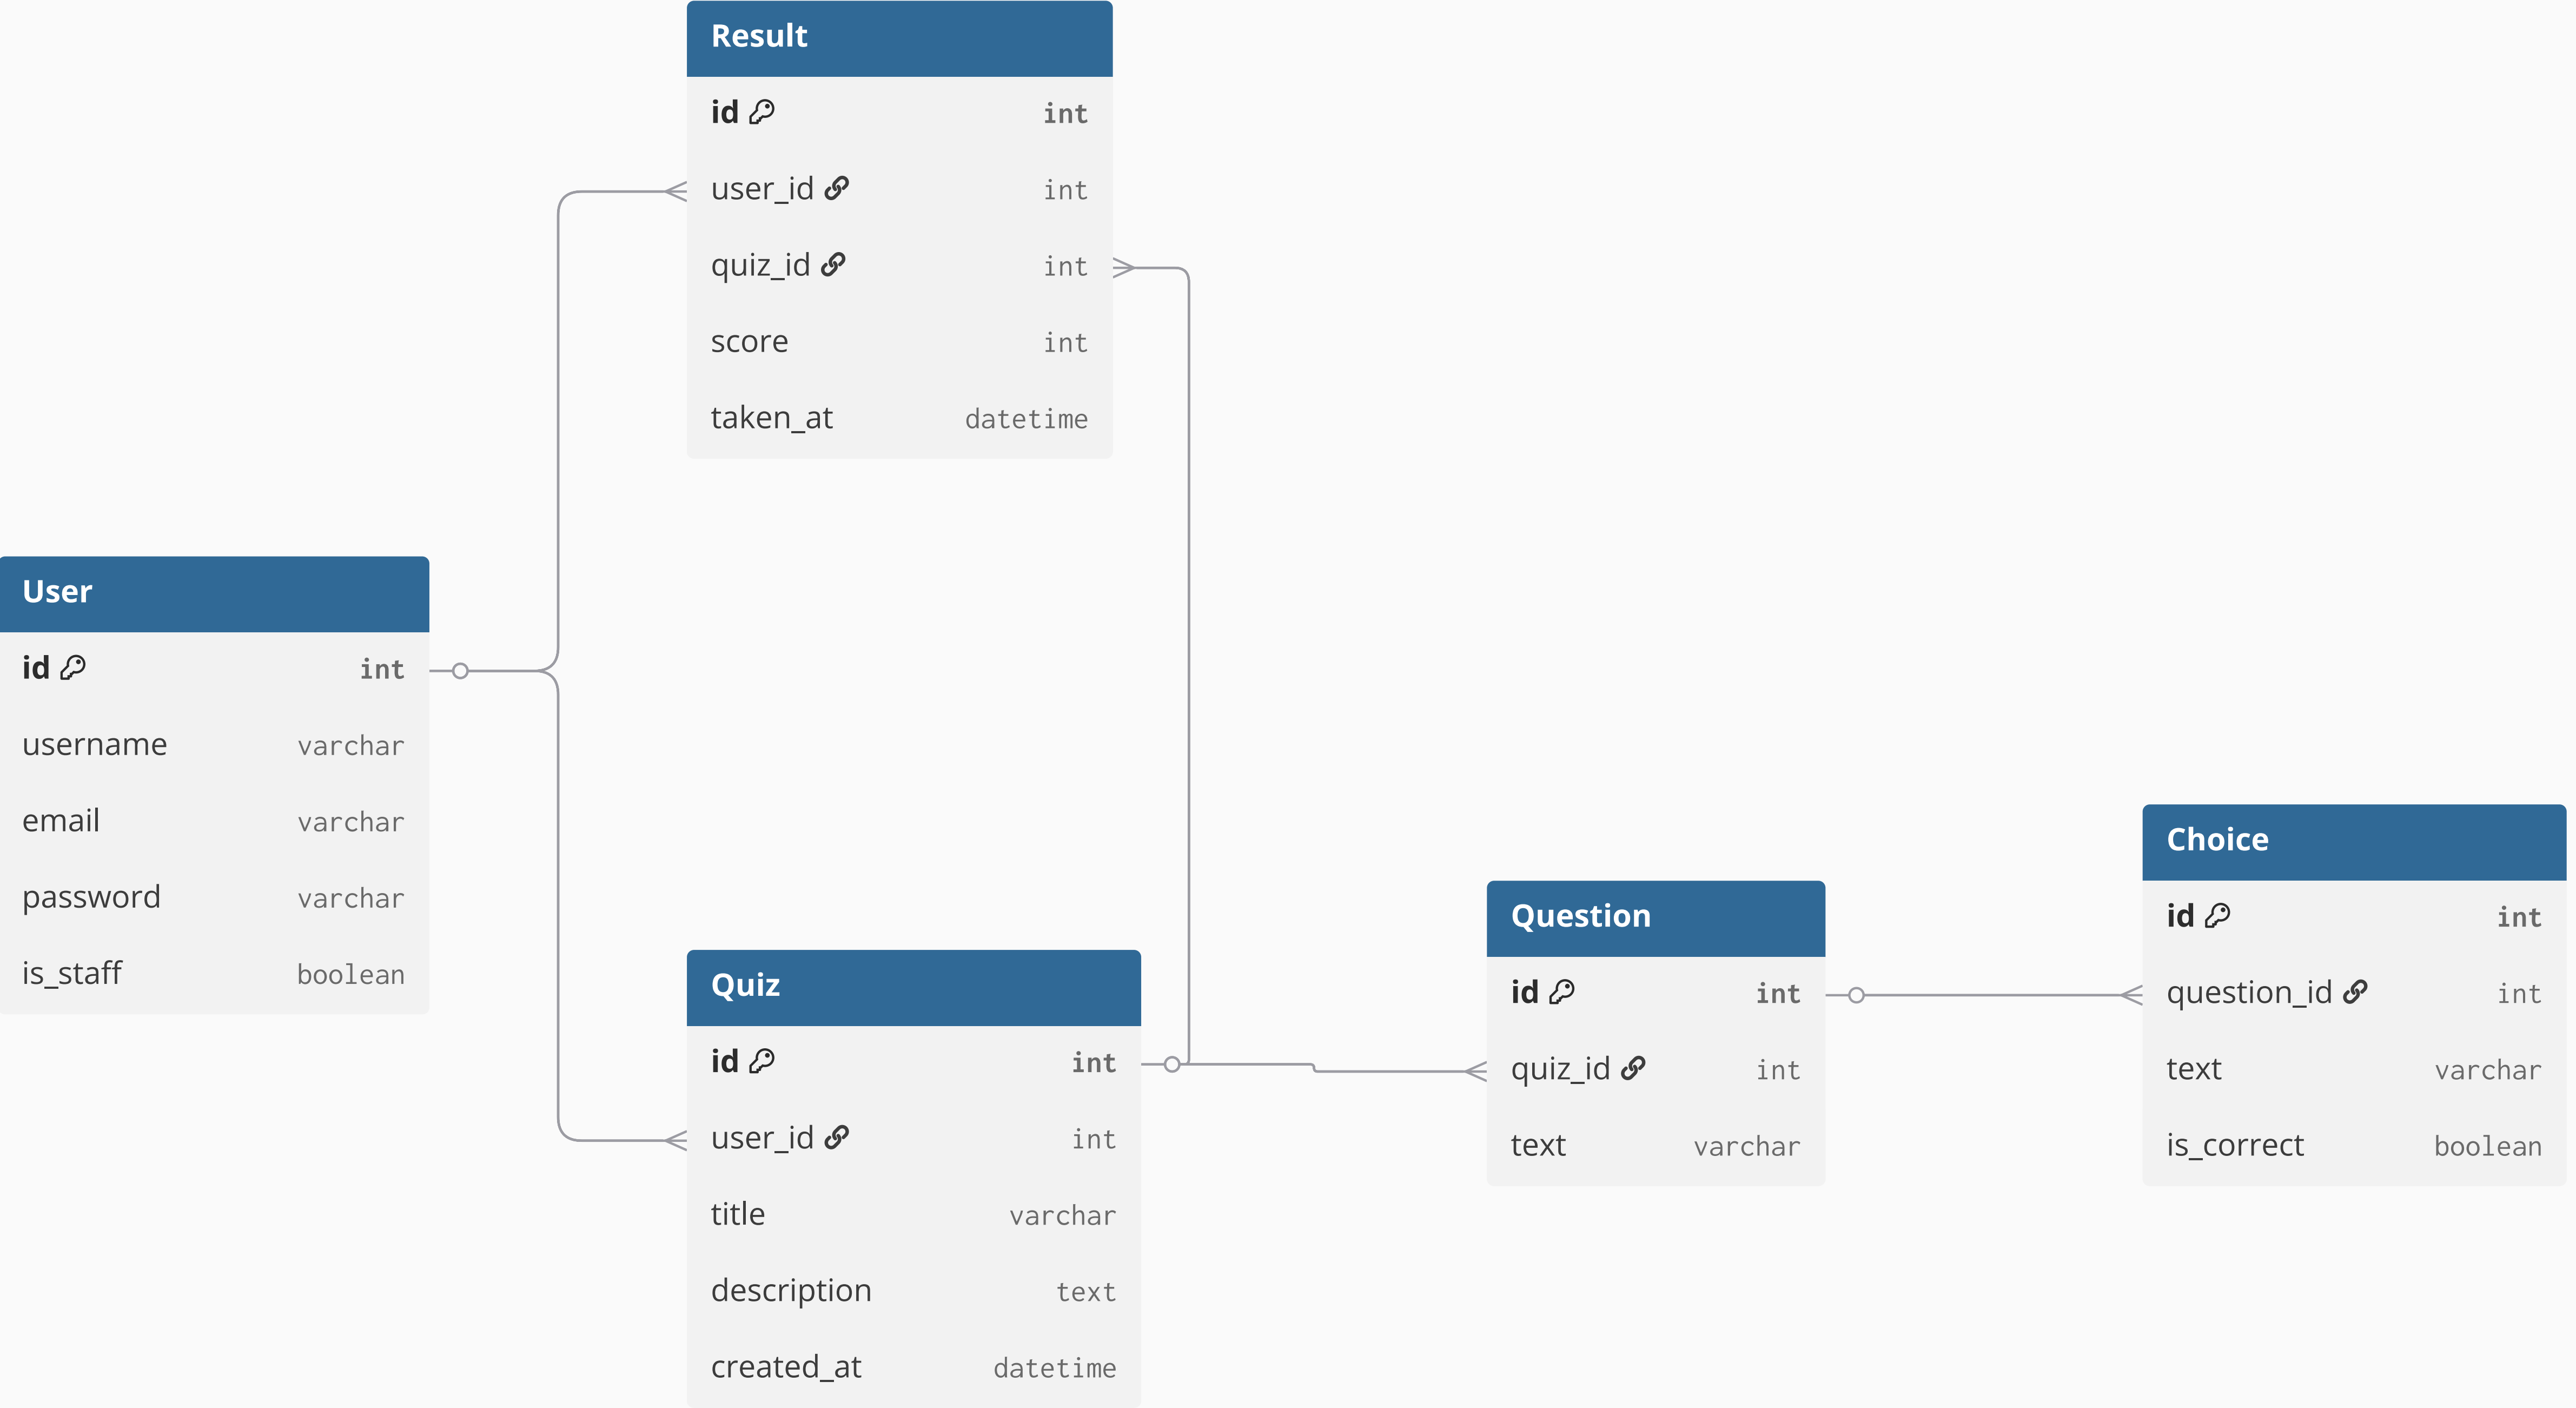 Result
id int
user_id int
quiz_id int
score int
taken_at datetime
User
id int
username varchar
email varchar
password varchar
is_staff boolean
Quiz
id int
user_id int
title varchar
description text
created_at datetime
Question
id int
quiz_id int
text varchar
Choice
id int
question_id int
text varchar
is_correct boolean